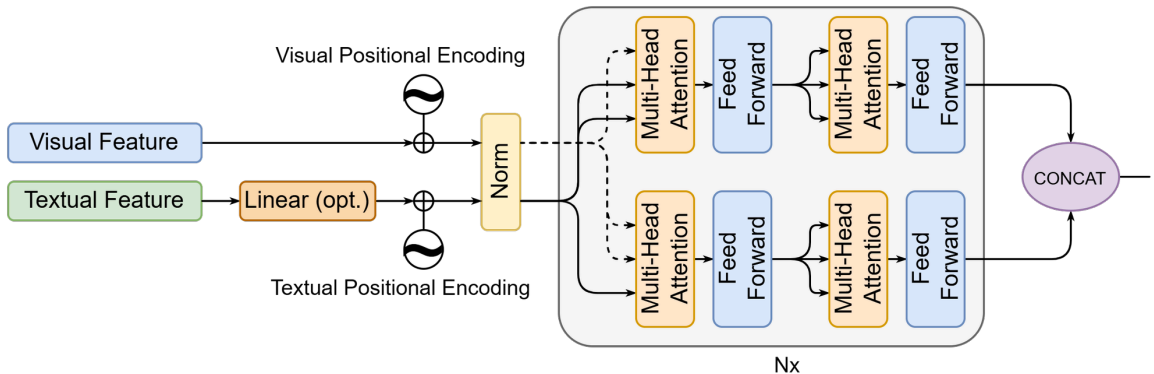 Visual Positional Encoding
Visual Feature
Textual Feature
Linear (opt.)
Textual Positional Encoding
Norm
Multi-Head
Attention
Feed
Forward
Multi-Head
Attention
Feed
Forward
Multi-Head
Attention
Feed
Forward
Multi-Head
Attention
Feed
Forward
CONCAT
Nx